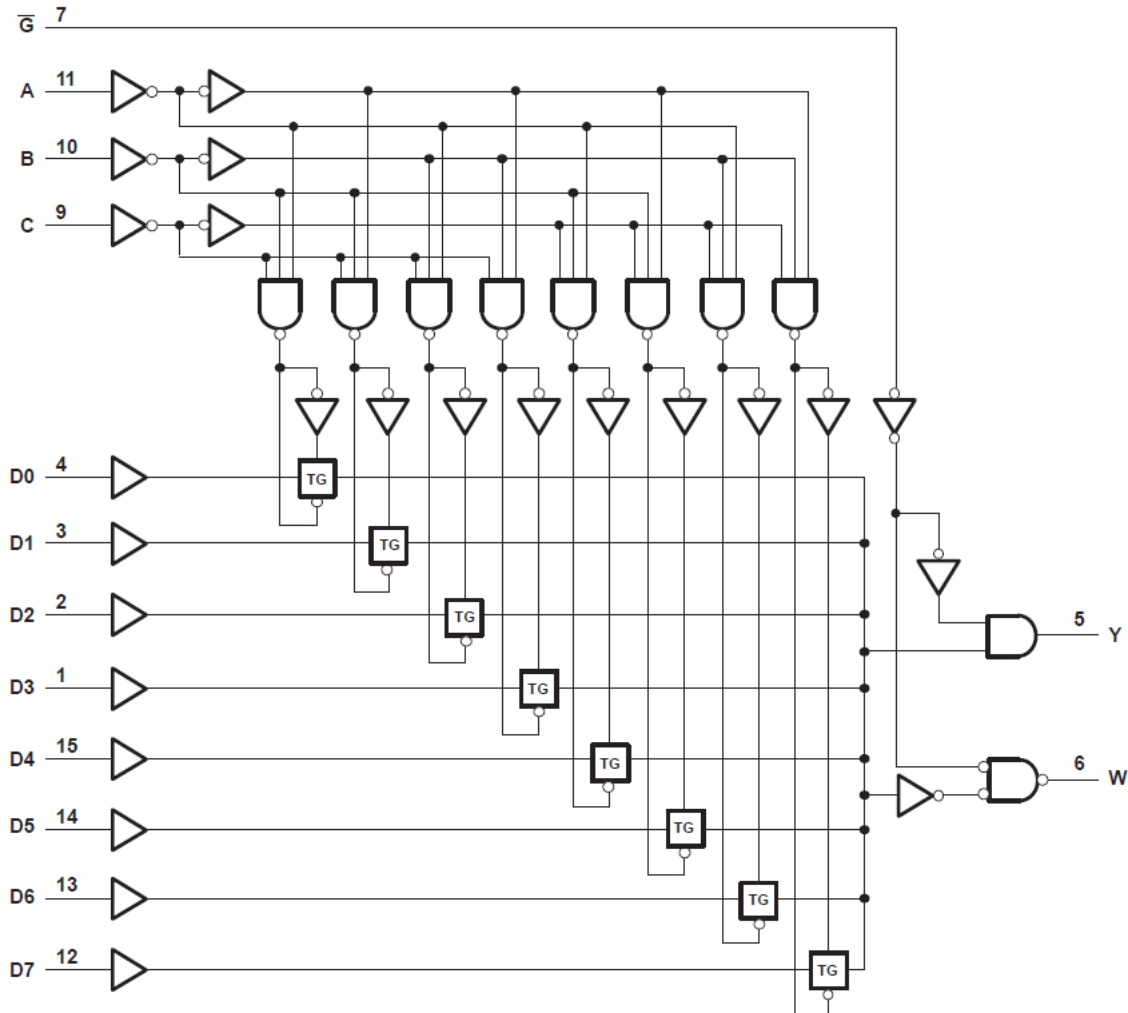 G̅ 7
A 11
B 10
C 9
D0 4
TG
D1 3
TG
D2 2
TG
5 Y
D3 1
TG
D4 15
TG
6 W
D5 14
TG
D6 13
TG
D7 12
TG